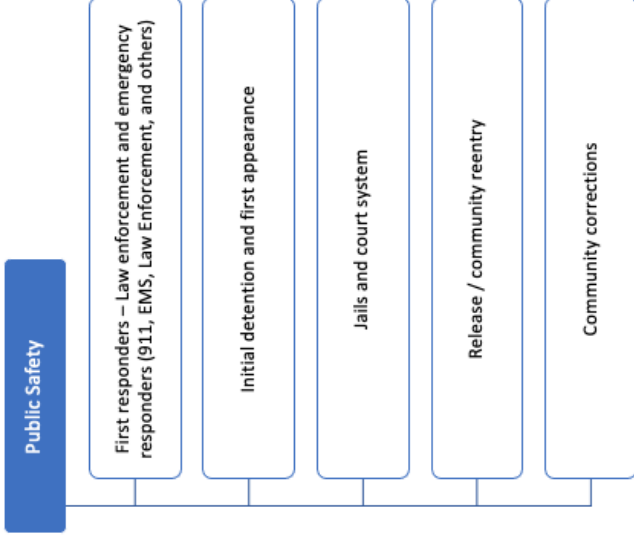 Public Safety
First responders – Law enforcement and emergency
responders (911, EMS, Law Enforcement, and others)
Initial detention and first appearance
Jails and court system
Release / community reentry
Community corrections